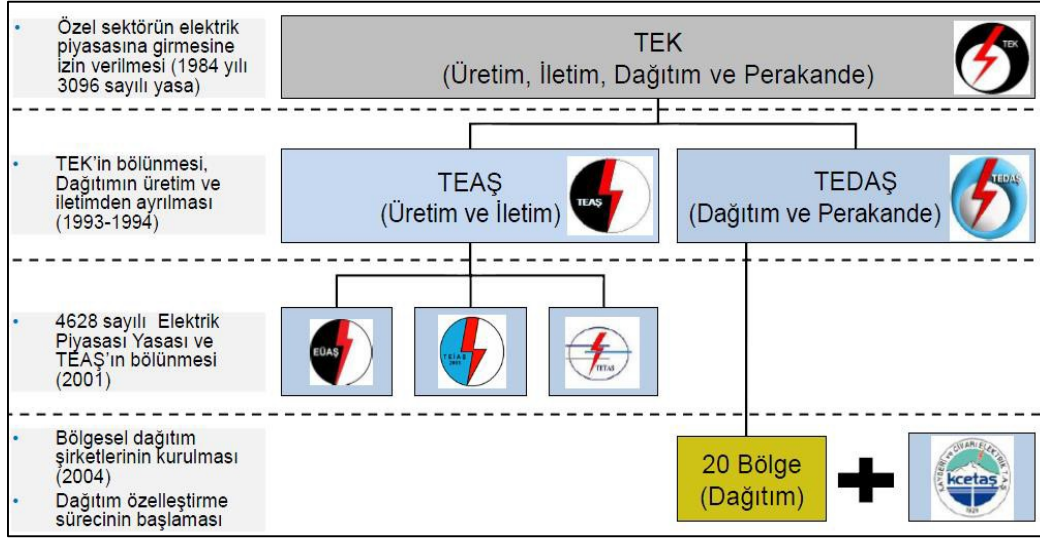 • Özel sektörün elektrik
piyasasına girmesine
izin verilmesi (1984 yılı
3096 sayılı yasa)
TEK
(Üretim, İletim, Dağıtım ve Perakande)
TEK
• TEK'in bölünmesi,
Dağıtımın üretim ve
iletimden ayrılması
(1993-1994)
TEAŞ
(Üretim ve İletim)
TEAŞ
TEDAŞ
(Dağıtım ve Perakande)
TEDAŞ
• 4628 sayılı Elektrik
Piyasası Yasası ve
TEAŞ'ın bölünmesi
(2001)
EÜAŞ
TEİAŞ
2001
TETAŞ
• Bölgesel dağıtım
şirketlerinin kurulması
(2004)
• Dağıtım özelleştirme
sürecinin başlaması
20 Bölge
(Dağıtım)
KAYSERİ ve CİVARI ELEKTRİK T.A.Ş
kcetaş
1926